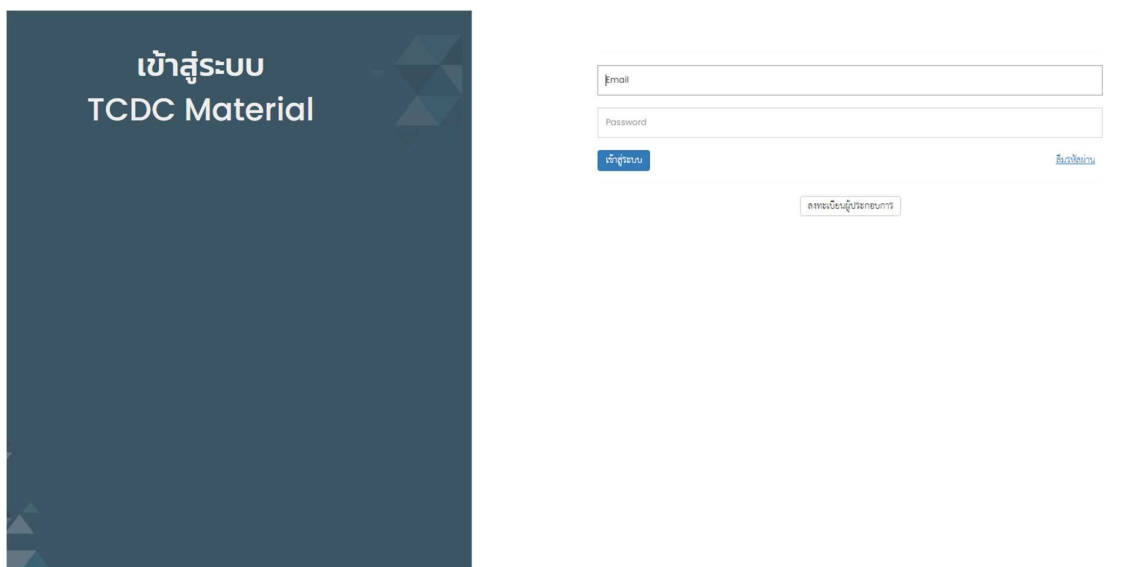 เข้าสู่ระบบ
TCDC Material
Email
Password
เข้าสู่ระบบ
ลืมรหัสผ่าน
ลงทะเบียนผู้ประกอบการ